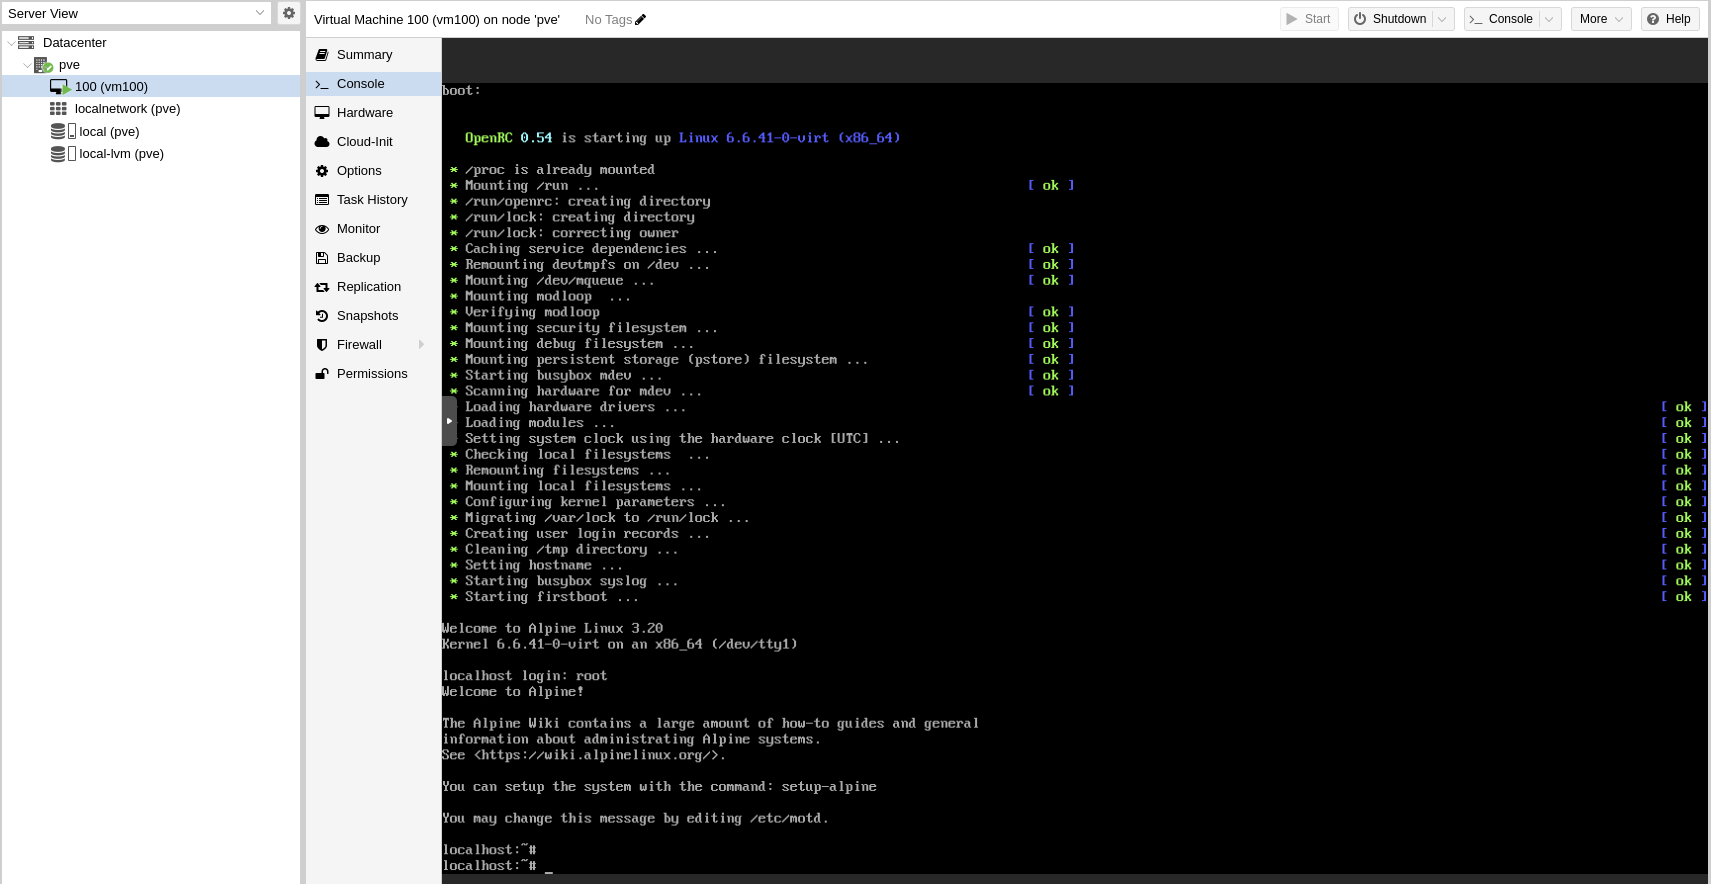 Server View
Virtual Machine 100 (vm100) on node 'pve'
No Tags
Start
Shutdown
Console
More
Help
Datacenter
pve
100 (vm100)
localnetwork (pve)
local (pve)
local-lvm (pve)
Summary
Console
Hardware
Cloud-Init
Options
Task History
Monitor
Backup
Replication
Snapshots
Firewall
Permissions
boot:
OpenRC 0.54 is starting up Linux 6.6.41-0-virt (x86_64)
* /proc is already mounted
* Mounting /run ... [ ok ]
* /run/openrc: creating directory
* /run/lock: creating directory
* /run/lock: correcting owner
* Caching service dependencies ... [ ok ]
* Remounting devtmpfs on /dev ... [ ok ]
* Mounting /dev/mqueue ... [ ok ]
* Mounting modloop  ...
* Verifying modloop [ ok ]
* Mounting security filesystem ... [ ok ]
* Mounting debug filesystem ... [ ok ]
* Mounting persistent storage (pstore) filesystem ... [ ok ]
* Starting busybox mdev ... [ ok ]
* Scanning hardware for mdev ... [ ok ]
Loading hardware drivers ... [ ok ]
Loading modules ... [ ok ]
Setting system clock using the hardware clock [UTC] ... [ ok ]
* Checking local filesystems  ... [ ok ]
* Remounting filesystems ... [ ok ]
* Mounting local filesystems ... [ ok ]
* Configuring kernel parameters ... [ ok ]
* Migrating /var/lock to /run/lock ... [ ok ]
* Creating user login records ... [ ok ]
* Cleaning /tmp directory ... [ ok ]
* Setting hostname ... [ ok ]
* Starting busybox syslog ... [ ok ]
* Starting firstboot ... [ ok ]
Welcome to Alpine Linux 3.20
Kernel 6.6.41-0-virt on an x86_64 (/dev/tty1)
localhost login: root
Welcome to Alpine!
The Alpine Wiki contains a large amount of how-to guides and general
information about administrating Alpine systems.
See <https://wiki.alpinelinux.org/>.
You can setup the system with the command: setup-alpine
You may change this message by editing /etc/motd.
localhost:~#
localhost:~# _